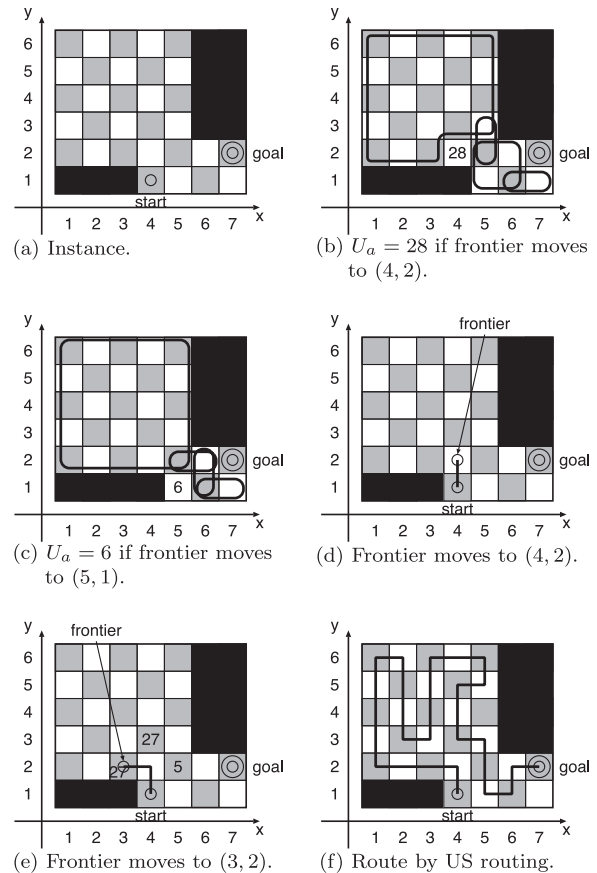 y
6
5
4
3
2
1
goal
start
1 2 3 4 5 6 7
x
(a) Instance.
y
6
5
4
3
2
1
28
goal
1 2 3 4 5 6 7
x
(b) U_a = 28 if frontier moves
to (4, 2).
y
6
5
4
3
2
1
6
goal
1 2 3 4 5 6 7
x
(c) U_a = 6 if frontier moves
to (5, 1).
frontier
y
6
5
4
3
2
1
goal
start
1 2 3 4 5 6 7
x
(d) Frontier moves to (4, 2).
frontier
y
6
5
4
3
2
1
27
27
5
goal
start
1 2 3 4 5 6 7
x
(e) Frontier moves to (3, 2).
y
6
5
4
3
2
1
goal
start
1 2 3 4 5 6 7
x
(f) Route by US routing.